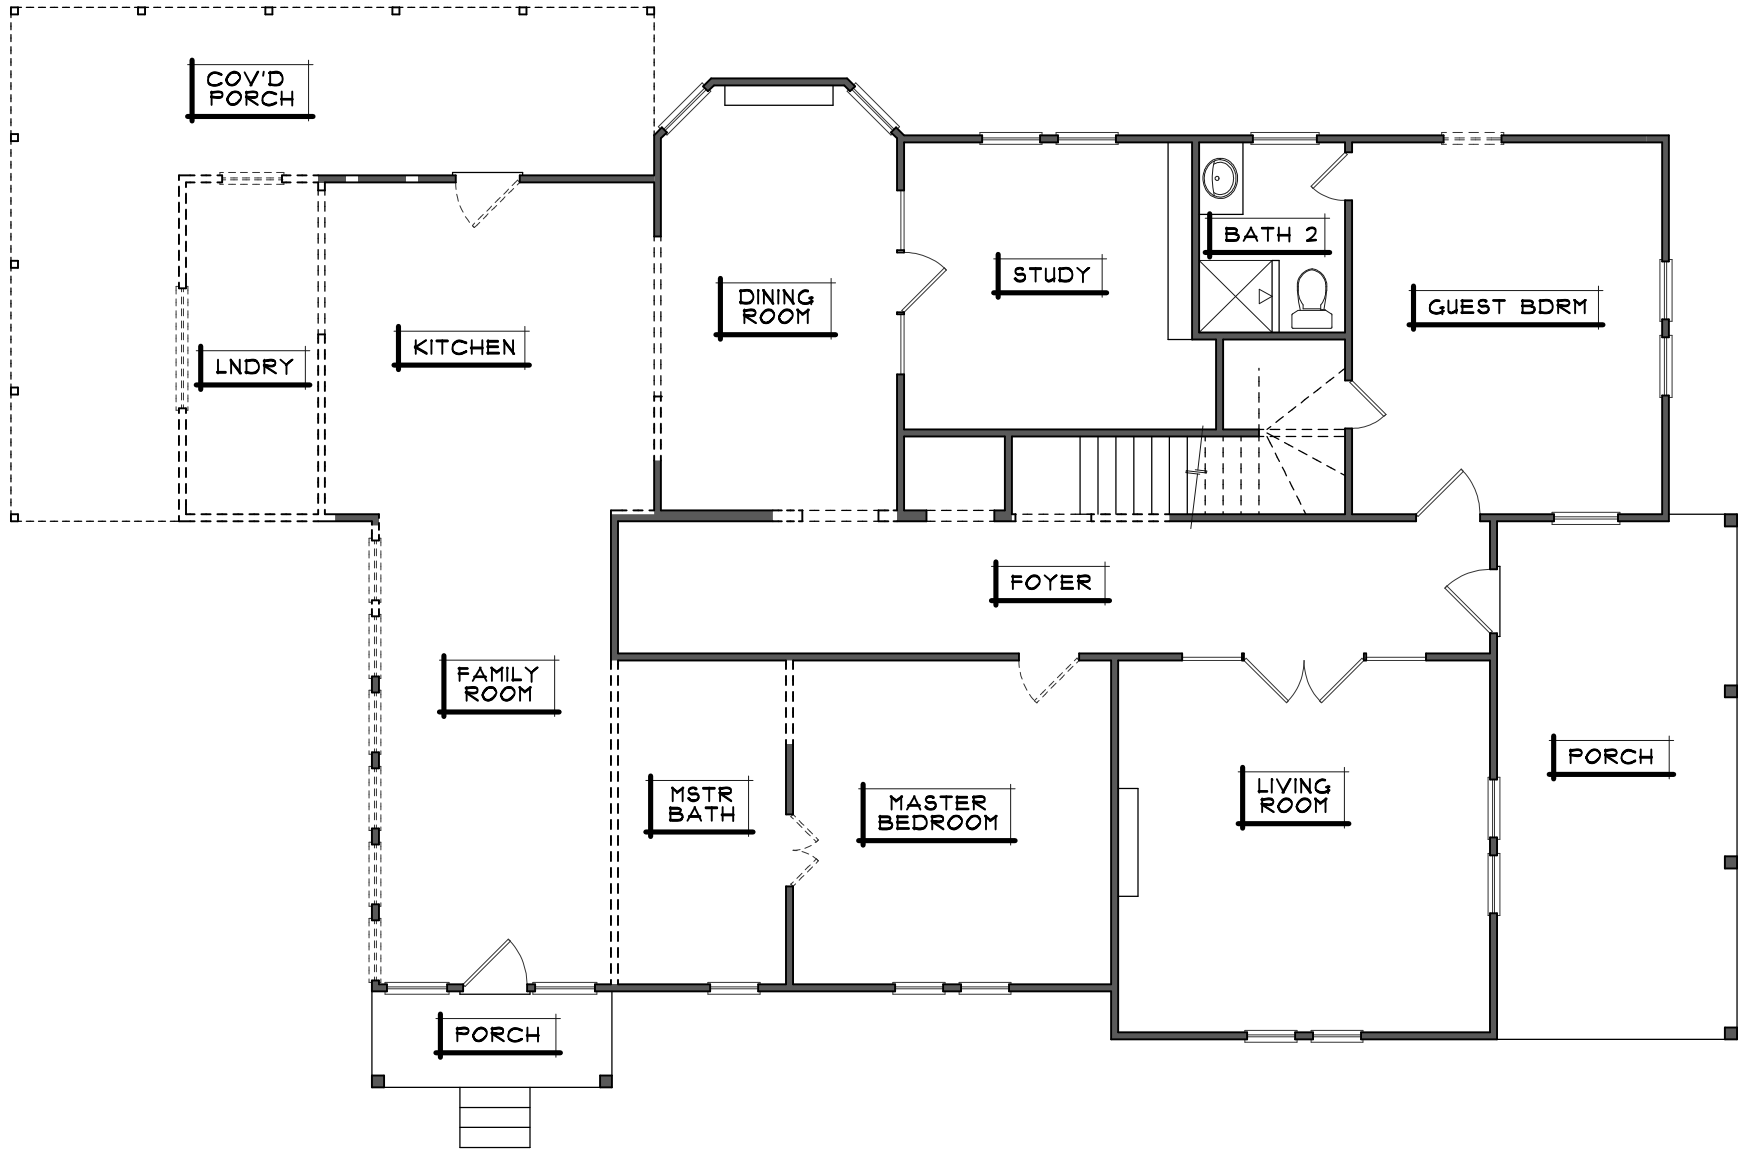 COV'D
PORCH
BATH 2
STUDY
DINING
ROOM
GUEST BDRM
KITCHEN
LNDRY
FOYER
FAMILY
ROOM
PORCH
LIVING
ROOM
MSTR
BATH
MASTER
BEDROOM
PORCH